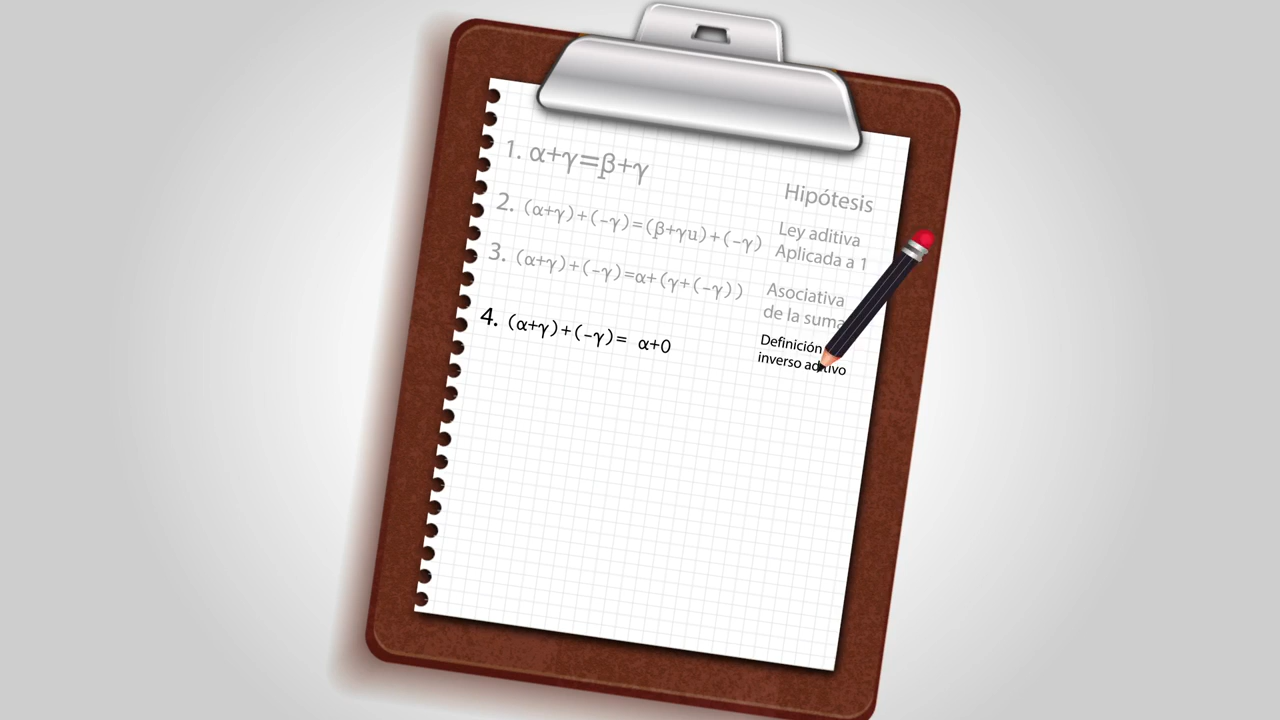 1. α+γ=β+γ
Hipótesis
2. (α+γ)+(-γ)=(β+γu)+(-γ)
Ley aditiva
Aplicada a 1
3. (α+γ)+(-γ)=α+(γ+(-γ))
Asociativa
de la suma
4. (α+γ)+(-γ)= α+0
Definición
inverso aditivo